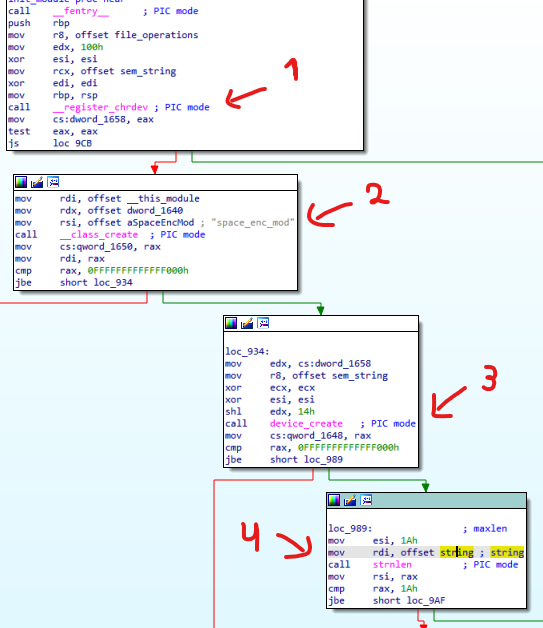 init_module proc near
call __fentry__ ; PIC mode
push rbp
mov r8, offset file_operations
mov edx, 100h
xor esi, esi
mov rcx, offset sem_string
xor edi, edi
mov rbp, rsp
call __register_chrdev ; PIC mode
mov cs:dword_1658, eax
test eax, eax
js loc_9CB
1
mov rdi, offset __this_module
mov rdx, offset dword_1640
mov rsi, offset aSpaceEncMod ; "space_enc_mod"
call __class_create ; PIC mode
mov cs:qword_1650, rax
mov rdi, rax
cmp rax, 0FFFFFFFFFFFFF000h
jbe short loc_934
2
loc_934:
mov edx, cs:dword_1658
mov r8, offset sem_string
xor ecx, ecx
xor esi, esi
shl edx, 14h
call device_create ; PIC mode
mov cs:qword_1648, rax
cmp rax, 0FFFFFFFFFFFFF000h
jbe short loc_989
3
loc_989: ; maxlen
mov esi, 1Ah
mov rdi, offset string ; string
call strnlen ; PIC mode
mov rsi, rax
cmp rax, 1Ah
jbe short loc_9AF
4